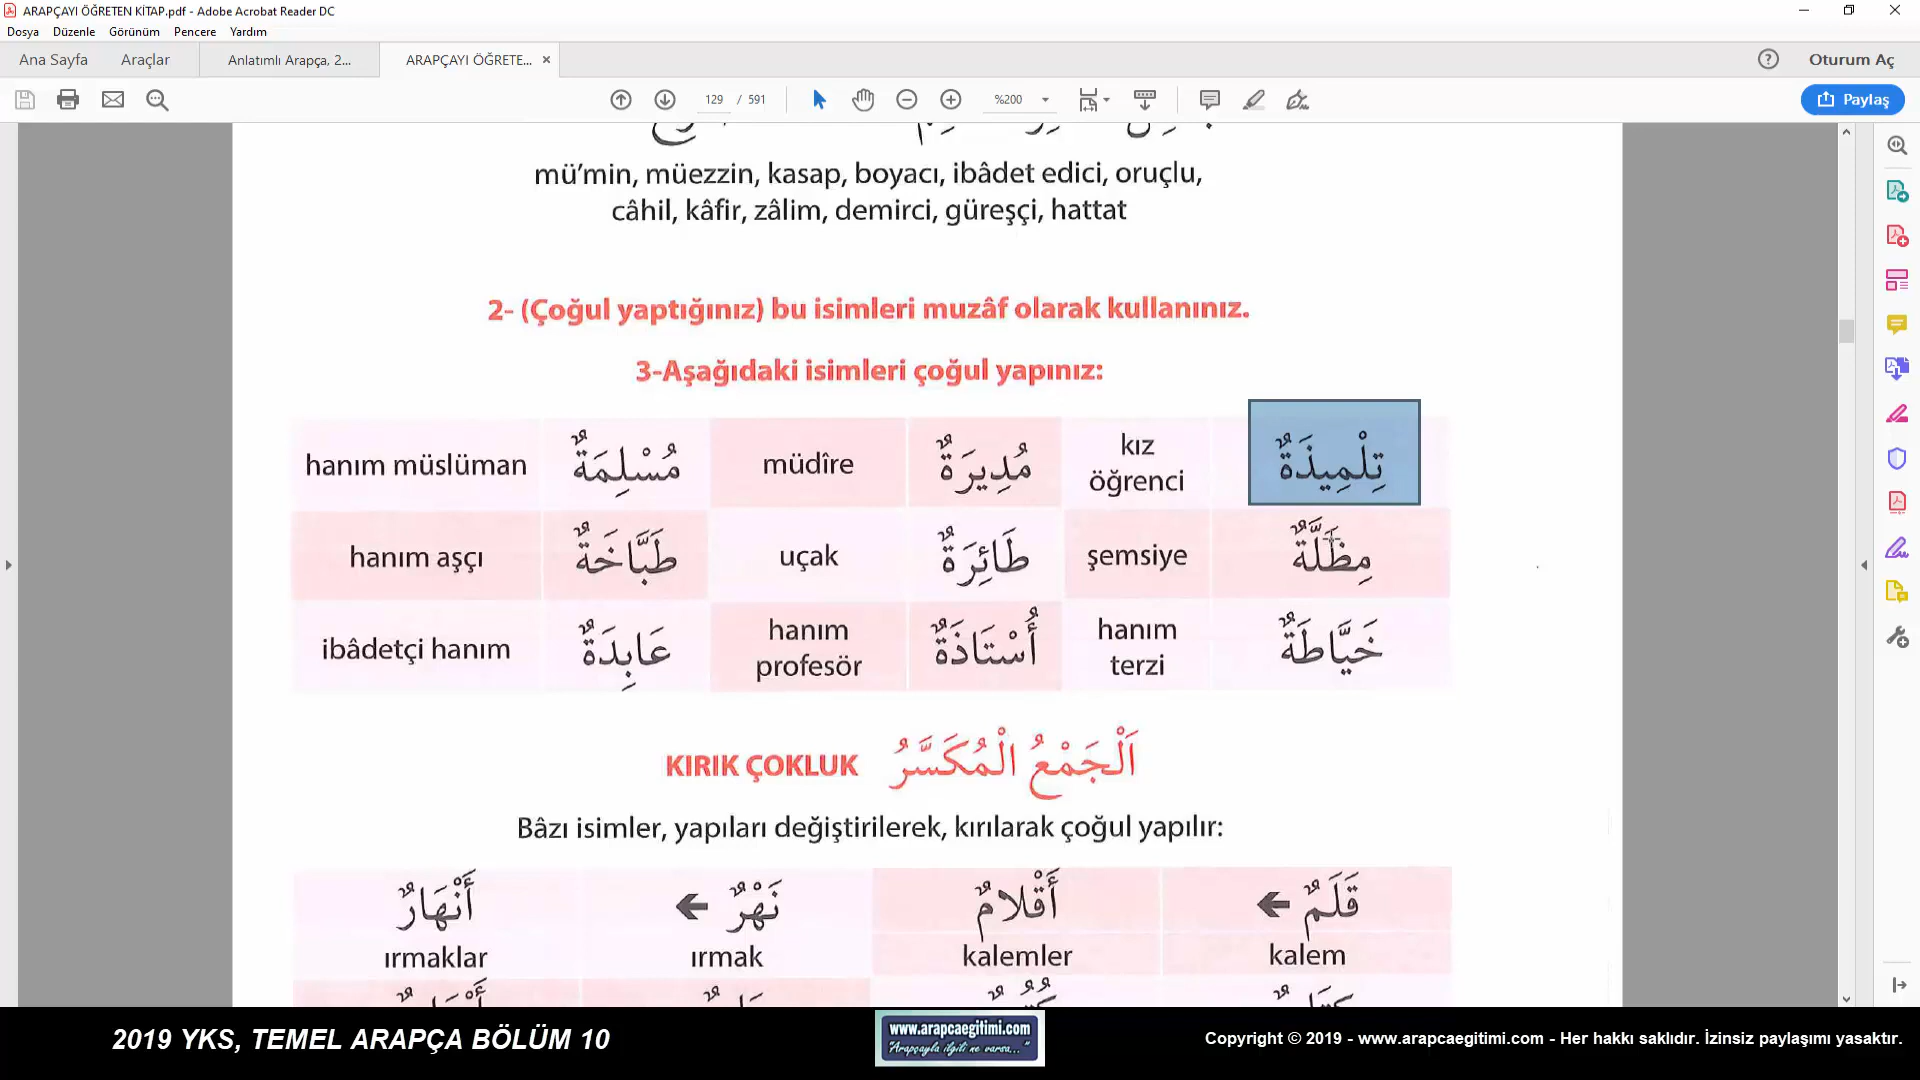 ARAPÇAYI ÖĞRETEN KİTAP.pdf - Adobe Acrobat Reader DC
Dosya Düzenle Görünüm Pencere Yardım
Ana Sayfa Araçlar Anlatımlı Arapça, 2... ARAPÇAYI ÖĞRETE... Oturum Aç
129 / 591 %200 Paylaş
mü’min, müezzin, kasap, boyacı, ibâdet edici, oruçlu,
câhil, kâfir, zâlim, demirci, güreşçi, hattat
2- (Çoğul yaptığınız) bu isimleri muzâf olarak kullanınız.
3-Aşağıdaki isimleri çoğul yapınız:
hanım müslüman مُسْلِمَةٌ müdîre مُدِيرَةٌ kız öğrenci تِلْمِيذَةٌ
hanım aşçı طَبَّاخَةٌ uçak طَائِرَةٌ şemsiye مِظَلَّةٌ
ibâdetçi hanım عَابِدَةٌ hanım profesör أُسْتَاذَةٌ hanım terzi خَيَّاطَةٌ
KIRIK ÇOKLUK اَلْجَمْعُ الْمُكَسَّرُ
Bâzı isimler, yapıları değiştirilerek, kırılarak çoğul yapılır:
أَنْهَارٌ ← نَهْرٌ أَقْلَامٌ ← قَلَمٌ
ırmaklar ırmak kalemler kalem
2019 YKS, TEMEL ARAPÇA BÖLÜM 10
www.arapcaegitimi.com
"Arapçayla ilgili ne varsa..."
Copyright © 2019 - www.arapcaegitimi.com - Her hakkı saklıdır. İzinsiz paylaşımı yasaktır.